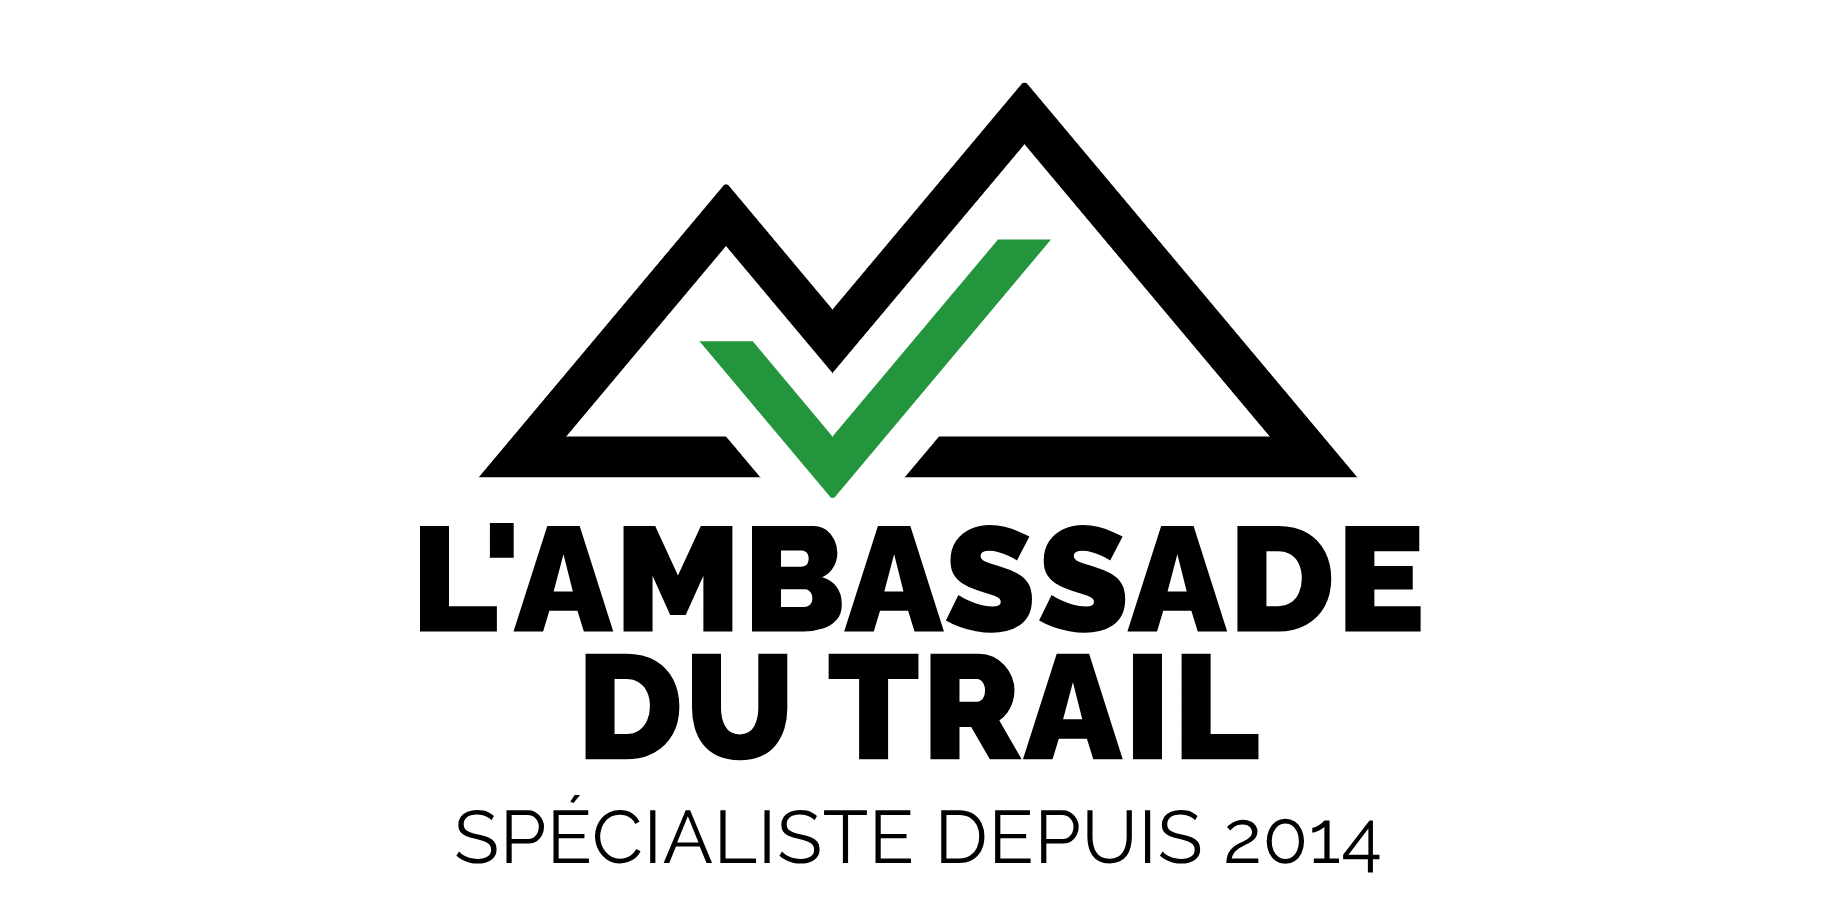 L'AMBASSADE
DU TRAIL
SPÉCIALISTE DEPUIS 2014